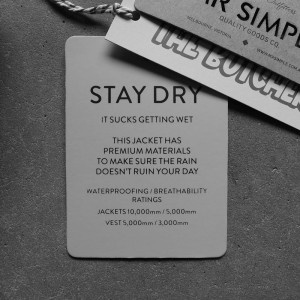 MR SIMPLE
QUALITY GOODS CO.
THE BUTCHER
STAY DRY
IT SUCKS GETTING WET
THIS JACKET HAS
PREMIUM MATERIALS
TO MAKE SURE THE RAIN
DOESN'T RUIN YOUR DAY
WATERPROOFING / BREATHABILITY
RATINGS
JACKETS 10,000mm / 5,000mm
VEST 5,000mm / 3,000mm